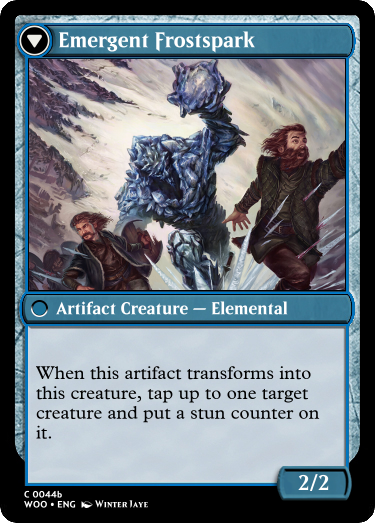 Emergent Frostspark
Artifact Creature — Elemental
When this artifact transforms into
this creature, tap up to one target
creature and put a stun counter on
it.
2/2
C 0044b
WOO • ENG Winter Jaye